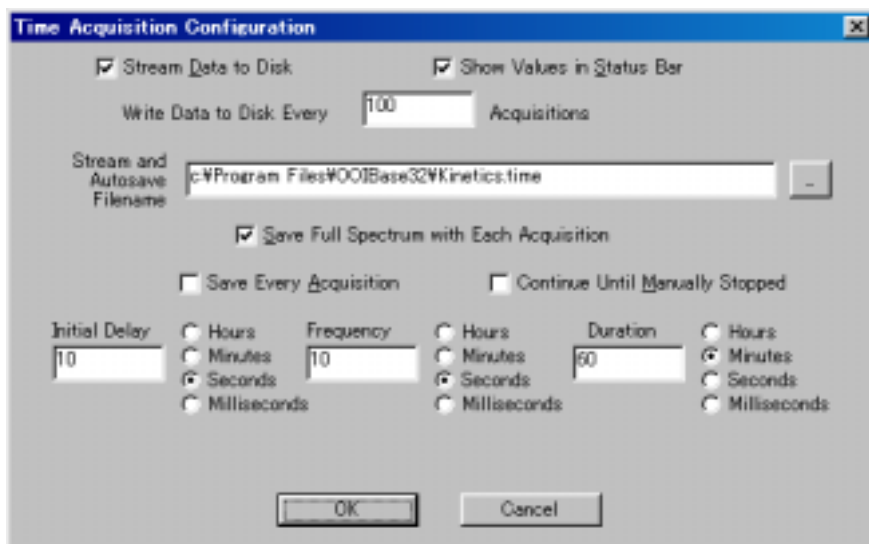 Time Acquisition Configuration
Stream Data to Disk Show Values in Status Bar
Write Data to Disk Every 100 Acquisitions
Stream and
Autosave
Filename
c:¥Program Files¥OOIBase32¥Kinetics.time
Save Full Spectrum with Each Acquisition
Save Every Acquisition Continue Until Manually Stopped
Initial Delay Hours Frequency Hours Duration Hours
10 Minutes 10 Minutes 60 Minutes
Seconds Seconds Seconds
Milliseconds Milliseconds Milliseconds
OK Cancel